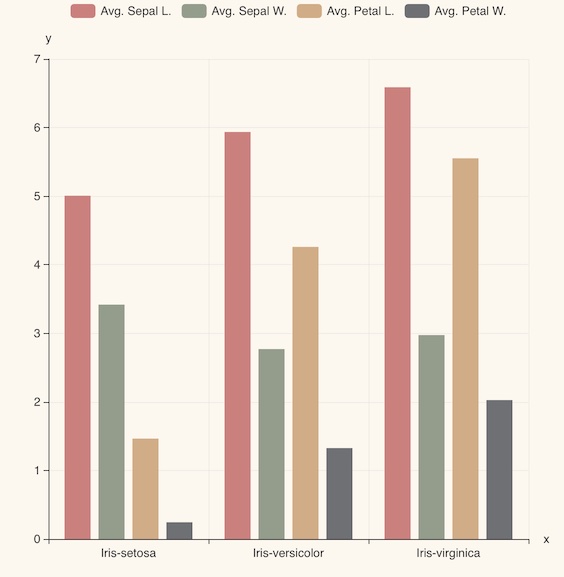 Avg. Sepal L. Avg. Sepal W. Avg. Petal L. Avg. Petal W.
y
7
6
5
4
3
2
1
0
Iris-setosa Iris-versicolor Iris-virginica x